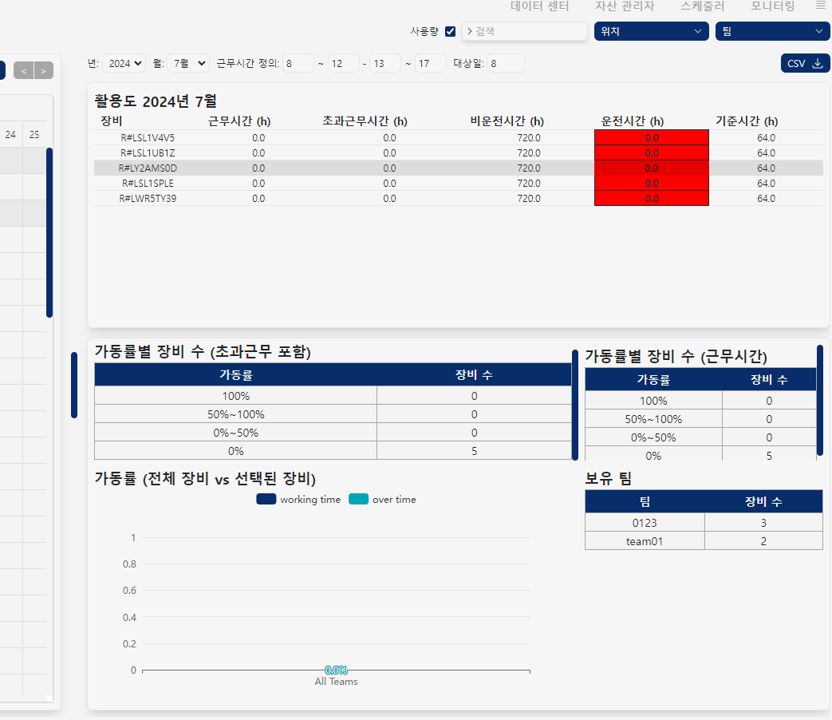 데이터 센터 자산 관리자 스케줄러 모니터링
사용량 > 검색 위치 팀
< >
년: 2024 월: 7월 근무시간 정의: 8 ~ 12 - 13 ~ 17 대상일: 8 CSV
24 25
활용도 2024년 7월
장비 근무시간 (h) 초과근무시간 (h) 비운전시간 (h) 운전시간 (h) 기준시간 (h)
R#LSL1V4V5 0.0 0.0 720.0 0.0 64.0
R#LSL1UB1Z 0.0 0.0 720.0 0.0 64.0
R#LY2AMS0D 0.0 0.0 720.0 0.0 64.0
R#LSL1SPLE 0.0 0.0 720.0 0.0 64.0
R#LWR5TY39 0.0 0.0 720.0 0.0 64.0
가동률별 장비 수 (초과근무 포함)
가동률 장비 수
100% 0
50%~100% 0
0%~50% 0
0% 5
가동률별 장비 수 (근무시간)
가동률 장비 수
100% 0
50%~100% 0
0%~50% 0
0% 5
가동률 (전체 장비 vs 선택된 장비)
working time over time
1
0.8
0.6
0.4
0.2
0
0.0%
All Teams
보유 팀
팀 장비 수
0123 3
team01 2